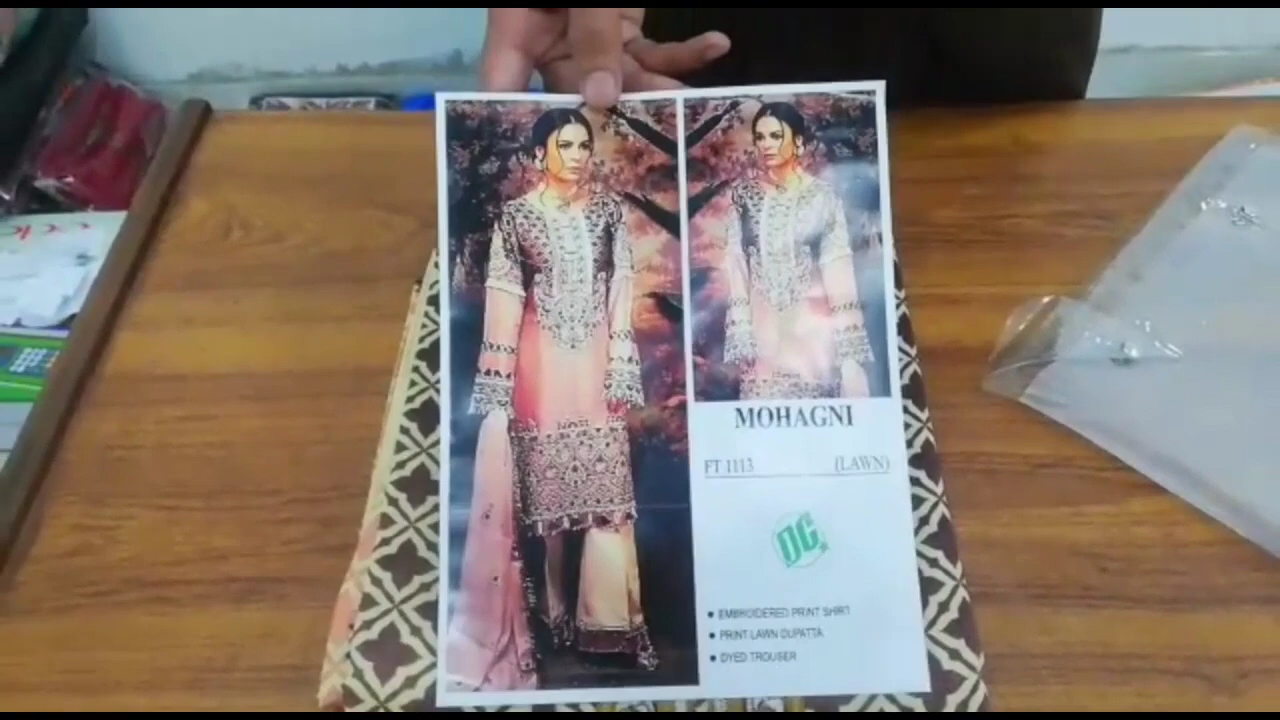 MOHAGNI
FT 1113 (LAWN)
DC
EMBROIDERED PRINT SHIRT
PRINT LAWN DUPATTA
DYED TROUSER